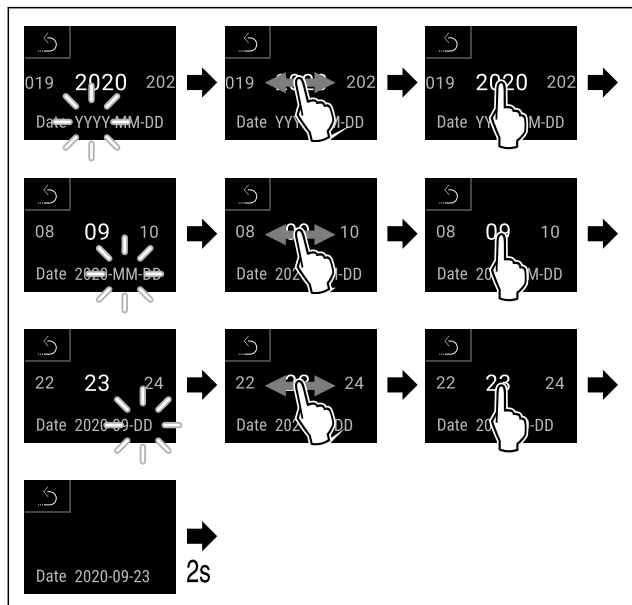 019 2020 202
Date YYYY-MM-DD
019 202
Date YY M-DD
019 2020 202
Date YY M-DD
08 09 10
Date 2020-MM-DD
08 10
Date 202 -DD
08 09 10
Date 20 M-DD
22 23 24
Date 2020-09-DD
22 24
Date 202 DD
22 23 24
Date 20 -DD
Date 2020-09-23
2s